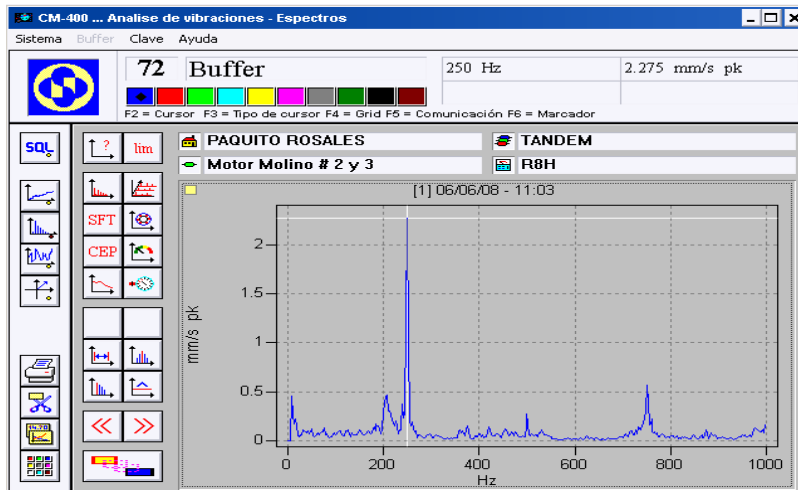 CM-400 ... Analise de vibraciones - Espectros
Sistema Buffer Clave Ayuda
72 Buffer 250 Hz 2.275 mm/s pk
F2 = Cursor F3 = Tipo de cursor F4 = Grid F5 = Comunicación F6 = Marcador
SQL ? lim PAQUITO ROSALES TANDEM
Motor Molino # 2 y 3 R8H
[1] 06/06/08 - 11:03
SFT
CEP
2
1.5
1
0.5
0
mm/s pk
0 200 400 600 800 1000
Hz
<< >>
14.70